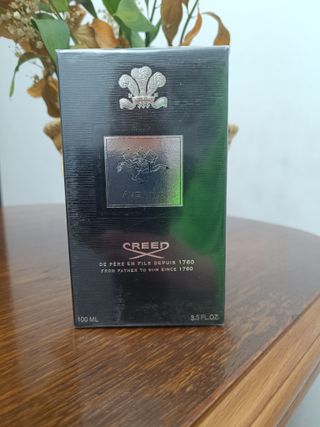 AVENTUS
CREED
DE PÈRE EN FILS DEPUIS 1760
FROM FATHER TO SON SINCE 1760
100 ML 3.3 FL.OZ.